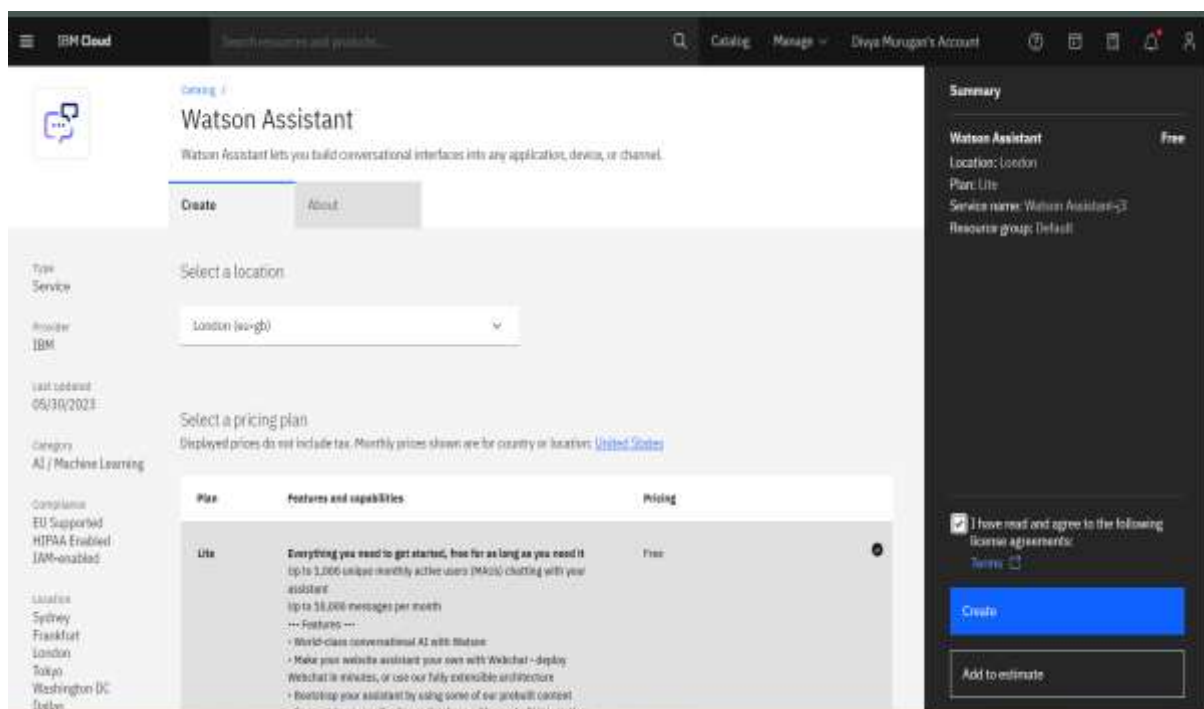 IBM Cloud
Search resources and products...
Catalog
Manage
Divya Murugan's Account
Catalog /
Watson Assistant
Watson Assistant lets you build conversational interfaces into any application, device, or channel.
Create
About
Type
Service
Provider
IBM
Last updated
05/30/2023
Category
AI / Machine Learning
Compliance
EU Supported
HIPAA Enabled
IAM-enabled
Location
Sydney
Frankfurt
London
Tokyo
Washington DC
Dallas
Select a location
London (eu-gb)
Select a pricing plan
Displayed prices do not include tax. Monthly prices shown are for country or location: United States
Plan
Features and capabilities
Pricing
Lite
Everything you need to get started, free for as long as you need it
Free
Up to 1,000 unique monthly active users (MAUs) chatting with your
assistant
Up to 10,000 messages per month
--- Features ---
• World-class conversational AI with Watson
• Make your website assistant your own with Webchat - deploy
Webchat in minutes, or use our fully extensible architecture
• Bootstrap your assistant by using some of our prebuilt content
Summary
Watson Assistant
Free
Location: London
Plan: Lite
Service name: Watson Assistant-j3
Resource group: Default
I have read and agree to the following
license agreements:
Terms
Create
Add to estimate